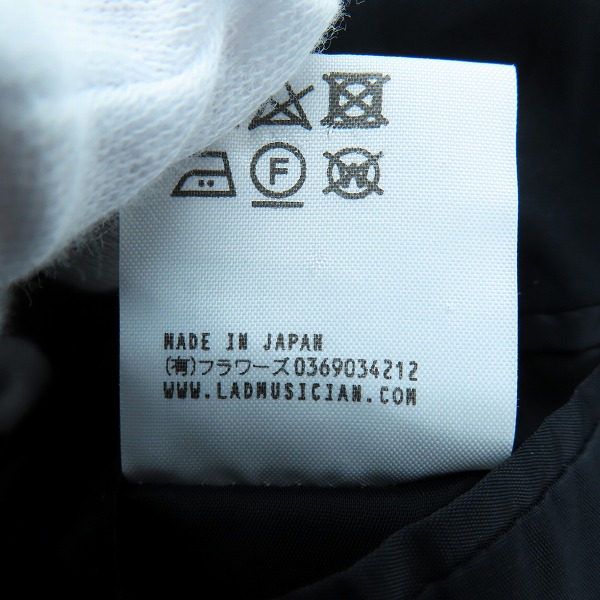 F
W
MADE IN JAPAN
(有)フラワーズ0369034212
WWW.LADMUSICIAN.COM